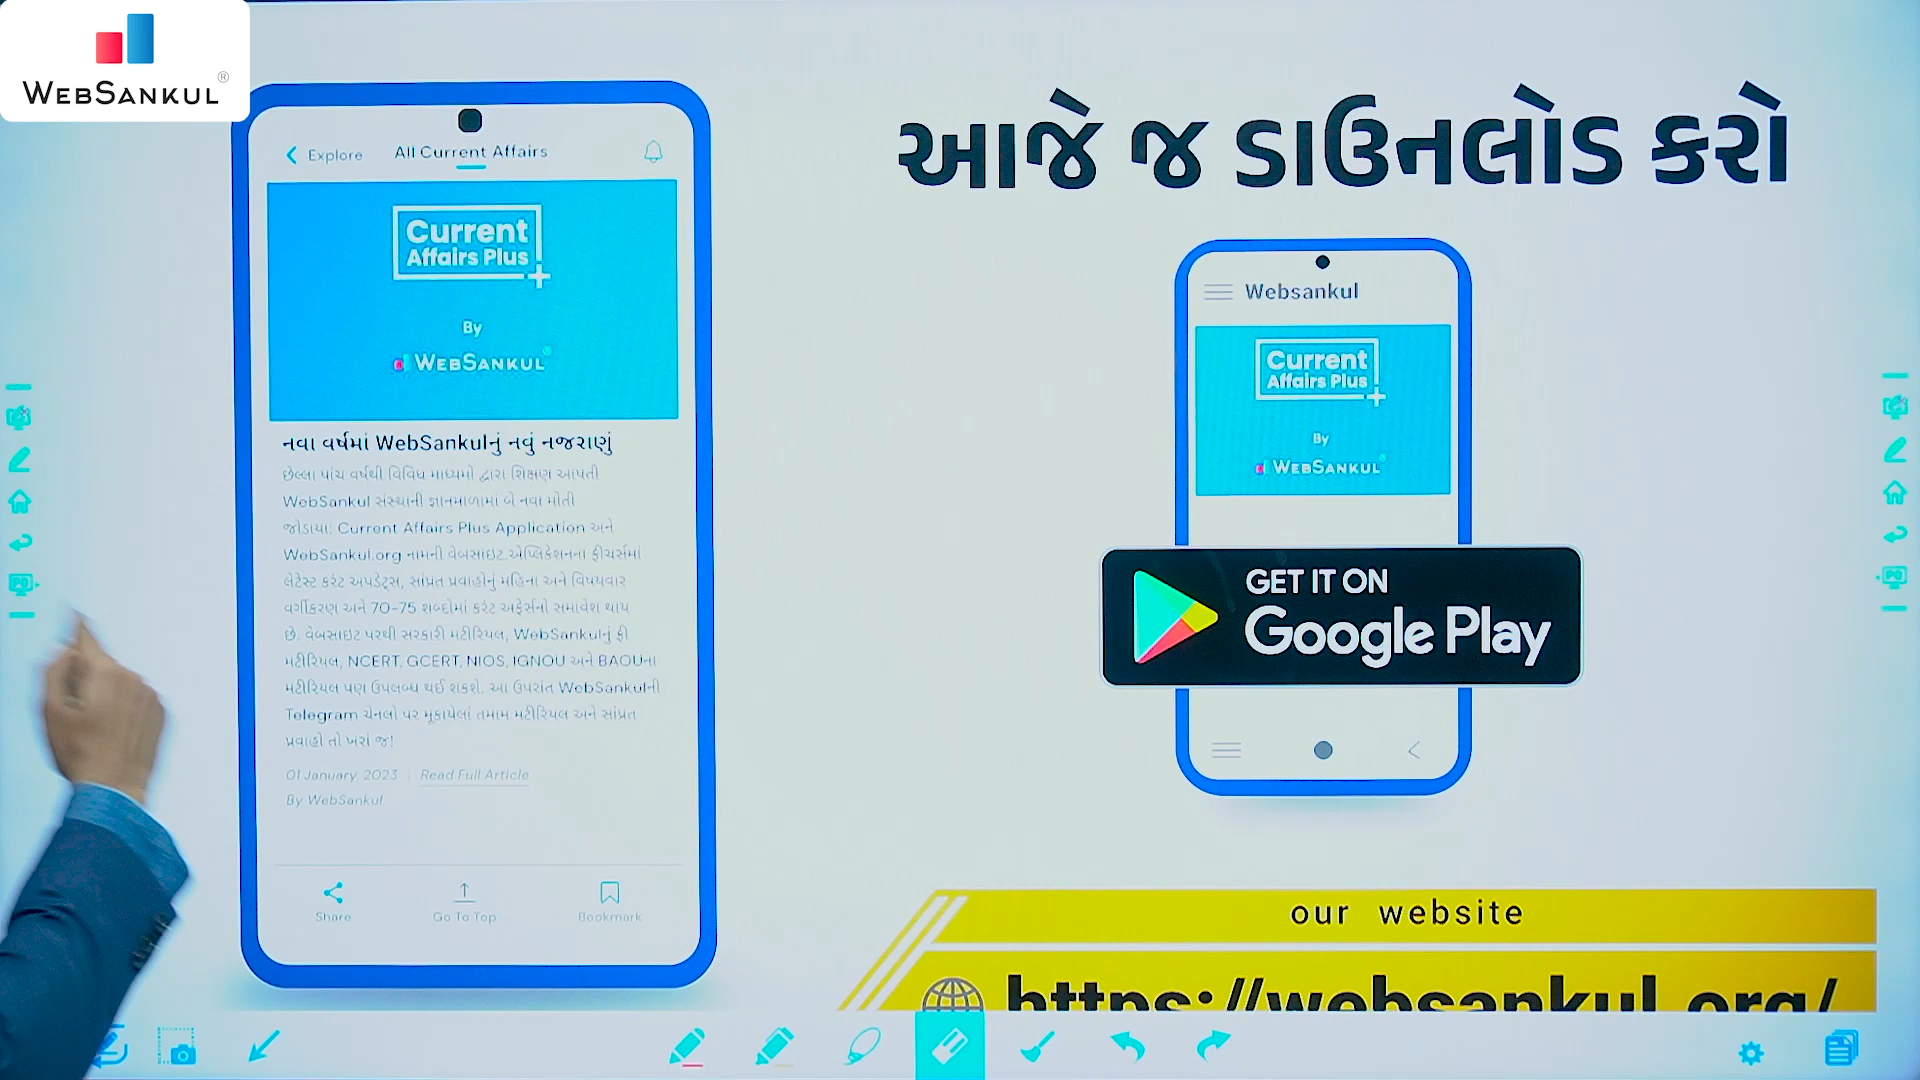 WEBSANKUL®
આજે જ ડાઉનલોડ કરો
Explore
All Current Affairs
Current
Affairs Plus
By
WEBSANKUL
નવા વર્ષમાં WebSankulનું નવું નજરાણું
છેલ્લા પાંચ વર્ષથી વિવિધ માધ્યમો દ્વારા શિક્ષણ આપતી
WebSankul સંસ્થાની જ્ઞાનમાળામાં બે નવા મોતી
જોડાયા: Current Affairs Plus Application અને
WebSankul.org નામની વેબસાઇટ. એપ્લિકેશનના ફીચર્સમાં
લેટેસ્ટ કરંટ અપડેટ્સ, સાંપ્રત પ્રવાહોનું મહિના અને વિષયવાર
વર્ગીકરણ અને 70-75 શબ્દોમાં કરંટ અફેર્સનો સમાવેશ થાય
છે. વેબસાઇટ પરથી સરકારી મટીરિયલ, WebSankulનું ફ્રી
મટીરિયલ, NCERT, GCERT, NIOS, IGNOU અને BAOUના
મટીરિયલ પણ ઉપલબ્ધ થઈ શકશે. આ ઉપરાંત WebSankulની
Telegram ચેનલો પર મૂકાયેલાં તમામ મટીરિયલ અને સાંપ્રત
પ્રવાહો તો ખરાં જ!
01 January, 2023 | Read Full Article
By WebSankul
Share
Go To Top
Bookmark
Websankul
Current
Affairs Plus
By
WEBSANKUL
GET IT ON
Google Play
our website
https://websankul.org/